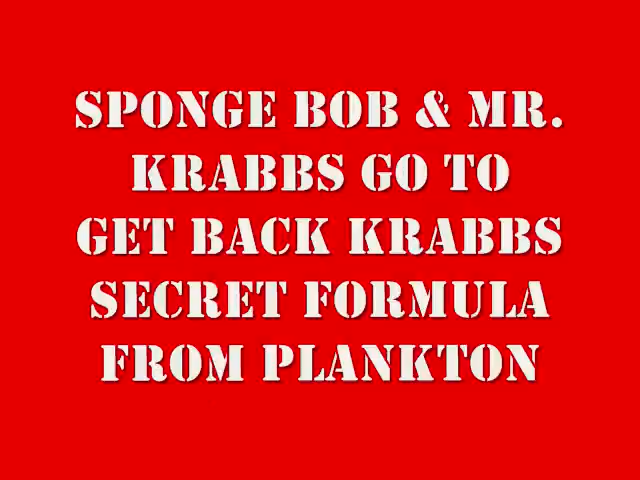 SPONGE BOB & MR.
KRABBS GO TO
GET BACK KRABBS
SECRET FORMULA
FROM PLANKTON